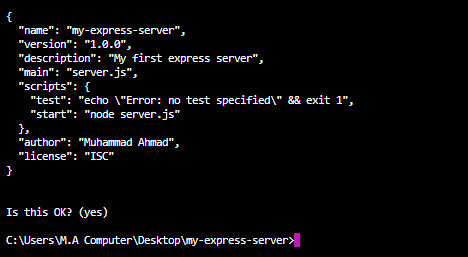 {
  "name": "my-express-server",
  "version": "1.0.0",
  "description": "My first express server",
  "main": "server.js",
  "scripts": {
    "test": "echo \"Error: no test specified\" && exit 1",
    "start": "node server.js"
  },
  "author": "Muhammad Ahmad",
  "license": "ISC"
}
Is this OK? (yes)
C:\Users\M.A Computer\Desktop\my-express-server>